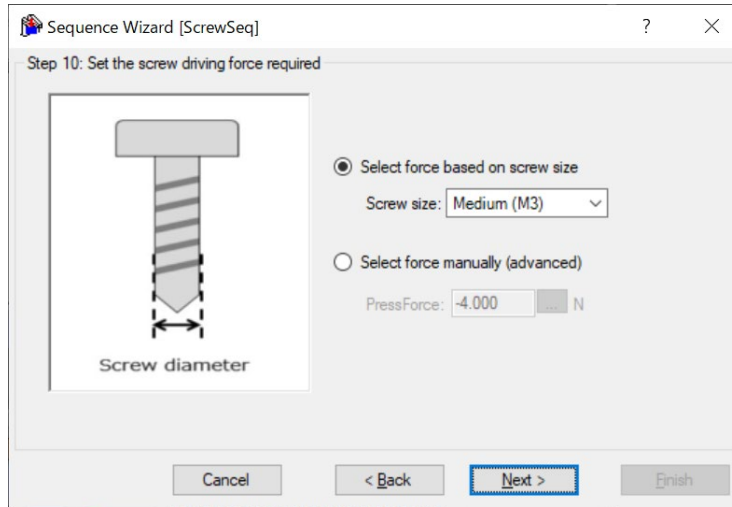 Sequence Wizard [ScrewSeq]
?
Step 10: Set the screw driving force required
Select force based on screw size
Screw size: Medium (M3)
Select force manually (advanced)
PressForce: -4.000 ... N
Screw diameter
Cancel
< Back
Next >
Finish